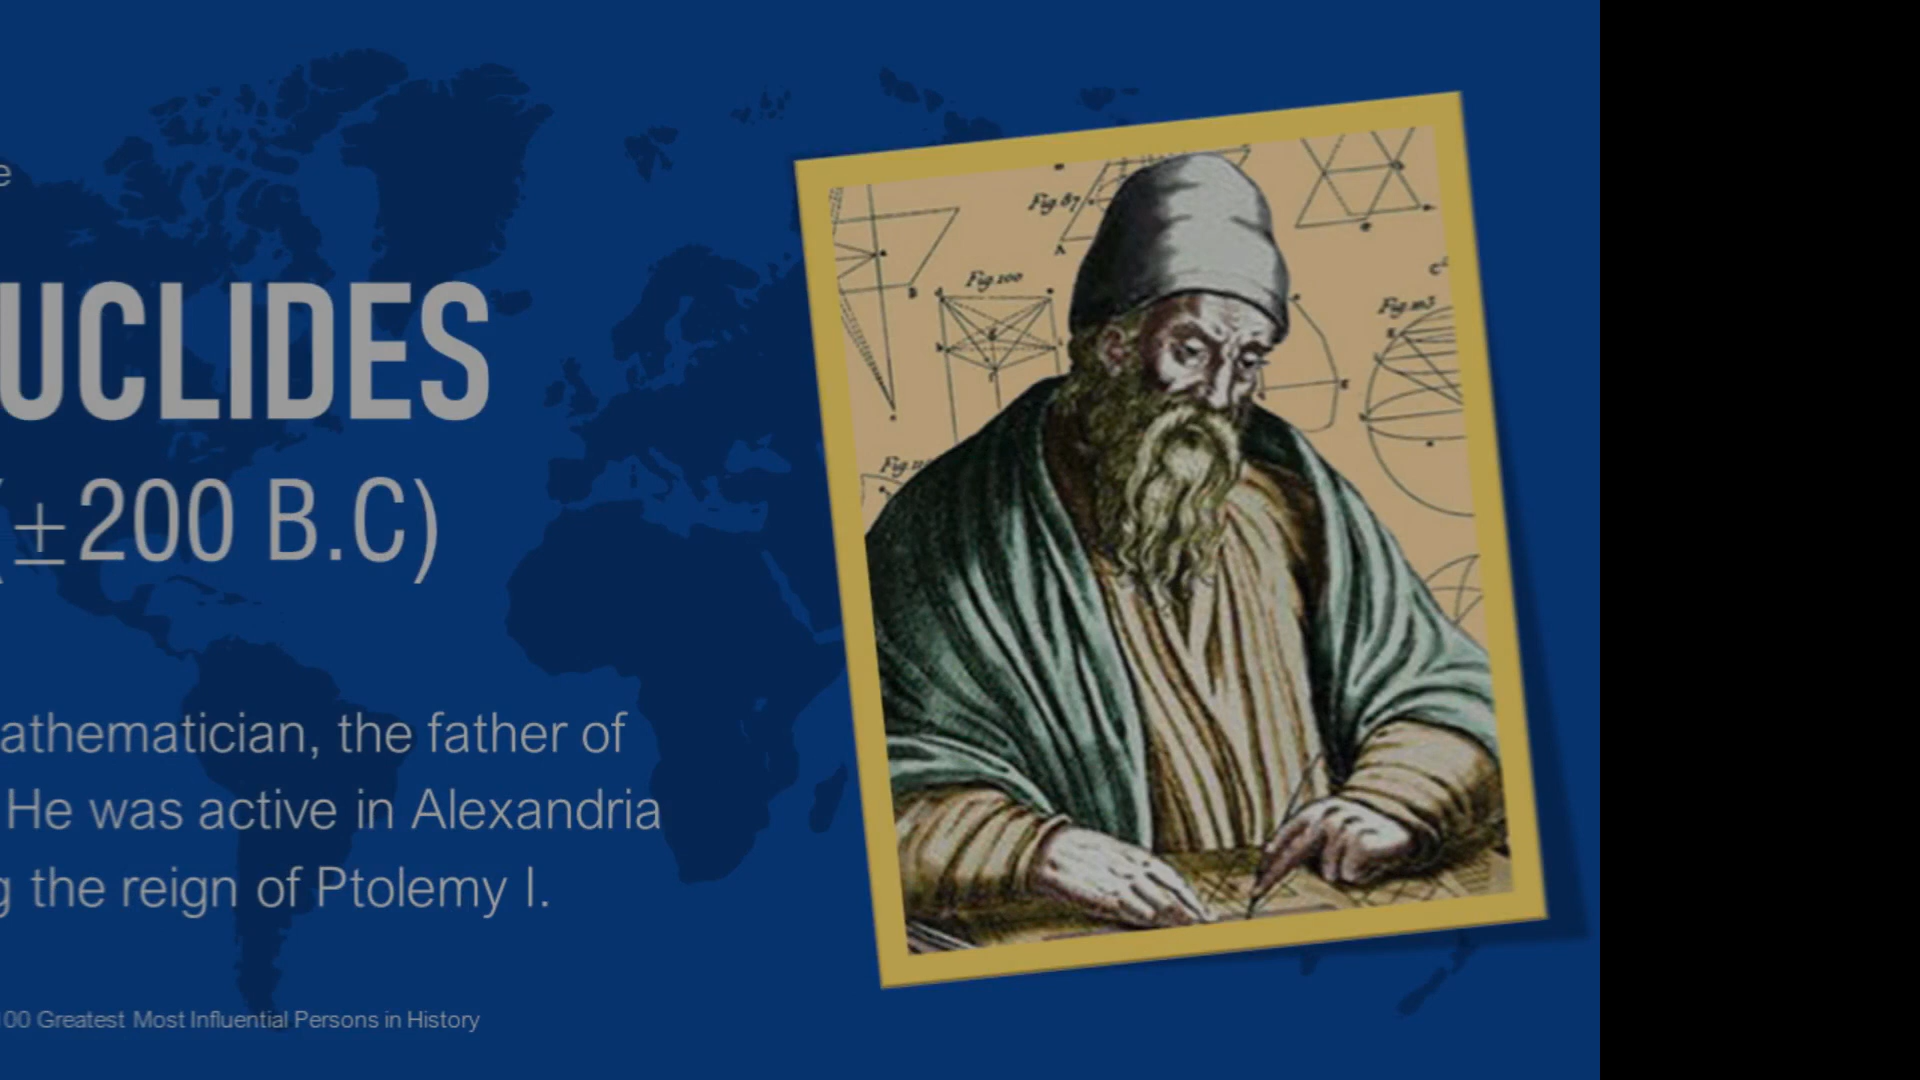 e
UCLIDES
(±200 B.C)
athematician, the father of
He was active in Alexandria
g the reign of Ptolemy I.
00 Greatest Most Influential Persons in History
Fig.87
A
Fig.100
B
Fig.103